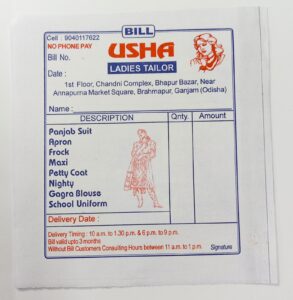 BILL
Cell : 9040117622
NO PHONE PAY
USHA
Bill No.
LADIES TAILOR
Date :
1st Floor, Chandni Complex, Bhapur Bazar, Near
Annapurna Market Square, Brahmapur, Ganjam (Odisha)
Name :
DESCRIPTION Qnty. Amount
Panjab Suit
Apron
Frock
Maxi
Petty Coat
Nighty
Gagra Blouse
School Uniform
Delivery Date :
Delivery Timing : 10 a.m. to 1.30 p.m. & 6 p.m. to 9 p.m.
Bill valid upto 3 months
Without Bill Customers Consulting Hours between 11 a.m. to 1 p.m.
Signature